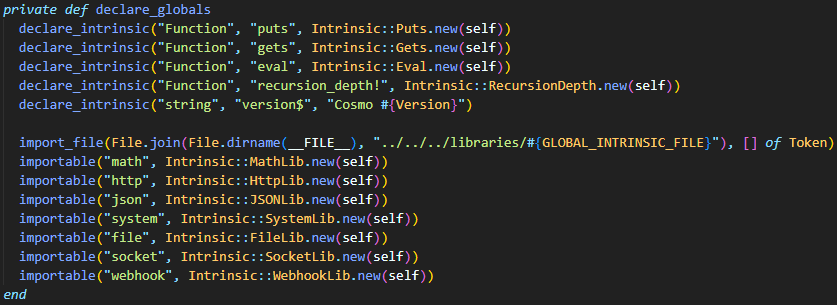 private def declare_globals
  declare_intrinsic("Function", "puts", Intrinsic::Puts.new(self))
  declare_intrinsic("Function", "gets", Intrinsic::Gets.new(self))
  declare_intrinsic("Function", "eval", Intrinsic::Eval.new(self))
  declare_intrinsic("Function", "recursion_depth!", Intrinsic::RecursionDepth.new(self))
  declare_intrinsic("string", "version$", "Cosmo #{Version}")

  import_file(File.join(File.dirname(__FILE__), "../../../libraries/#{GLOBAL_INTRINSIC_FILE}"), [] of Token)
  importable("math", Intrinsic::MathLib.new(self))
  importable("http", Intrinsic::HttpLib.new(self))
  importable("json", Intrinsic::JSONLib.new(self))
  importable("system", Intrinsic::SystemLib.new(self))
  importable("file", Intrinsic::FileLib.new(self))
  importable("socket", Intrinsic::SocketLib.new(self))
  importable("webhook", Intrinsic::WebhookLib.new(self))
end